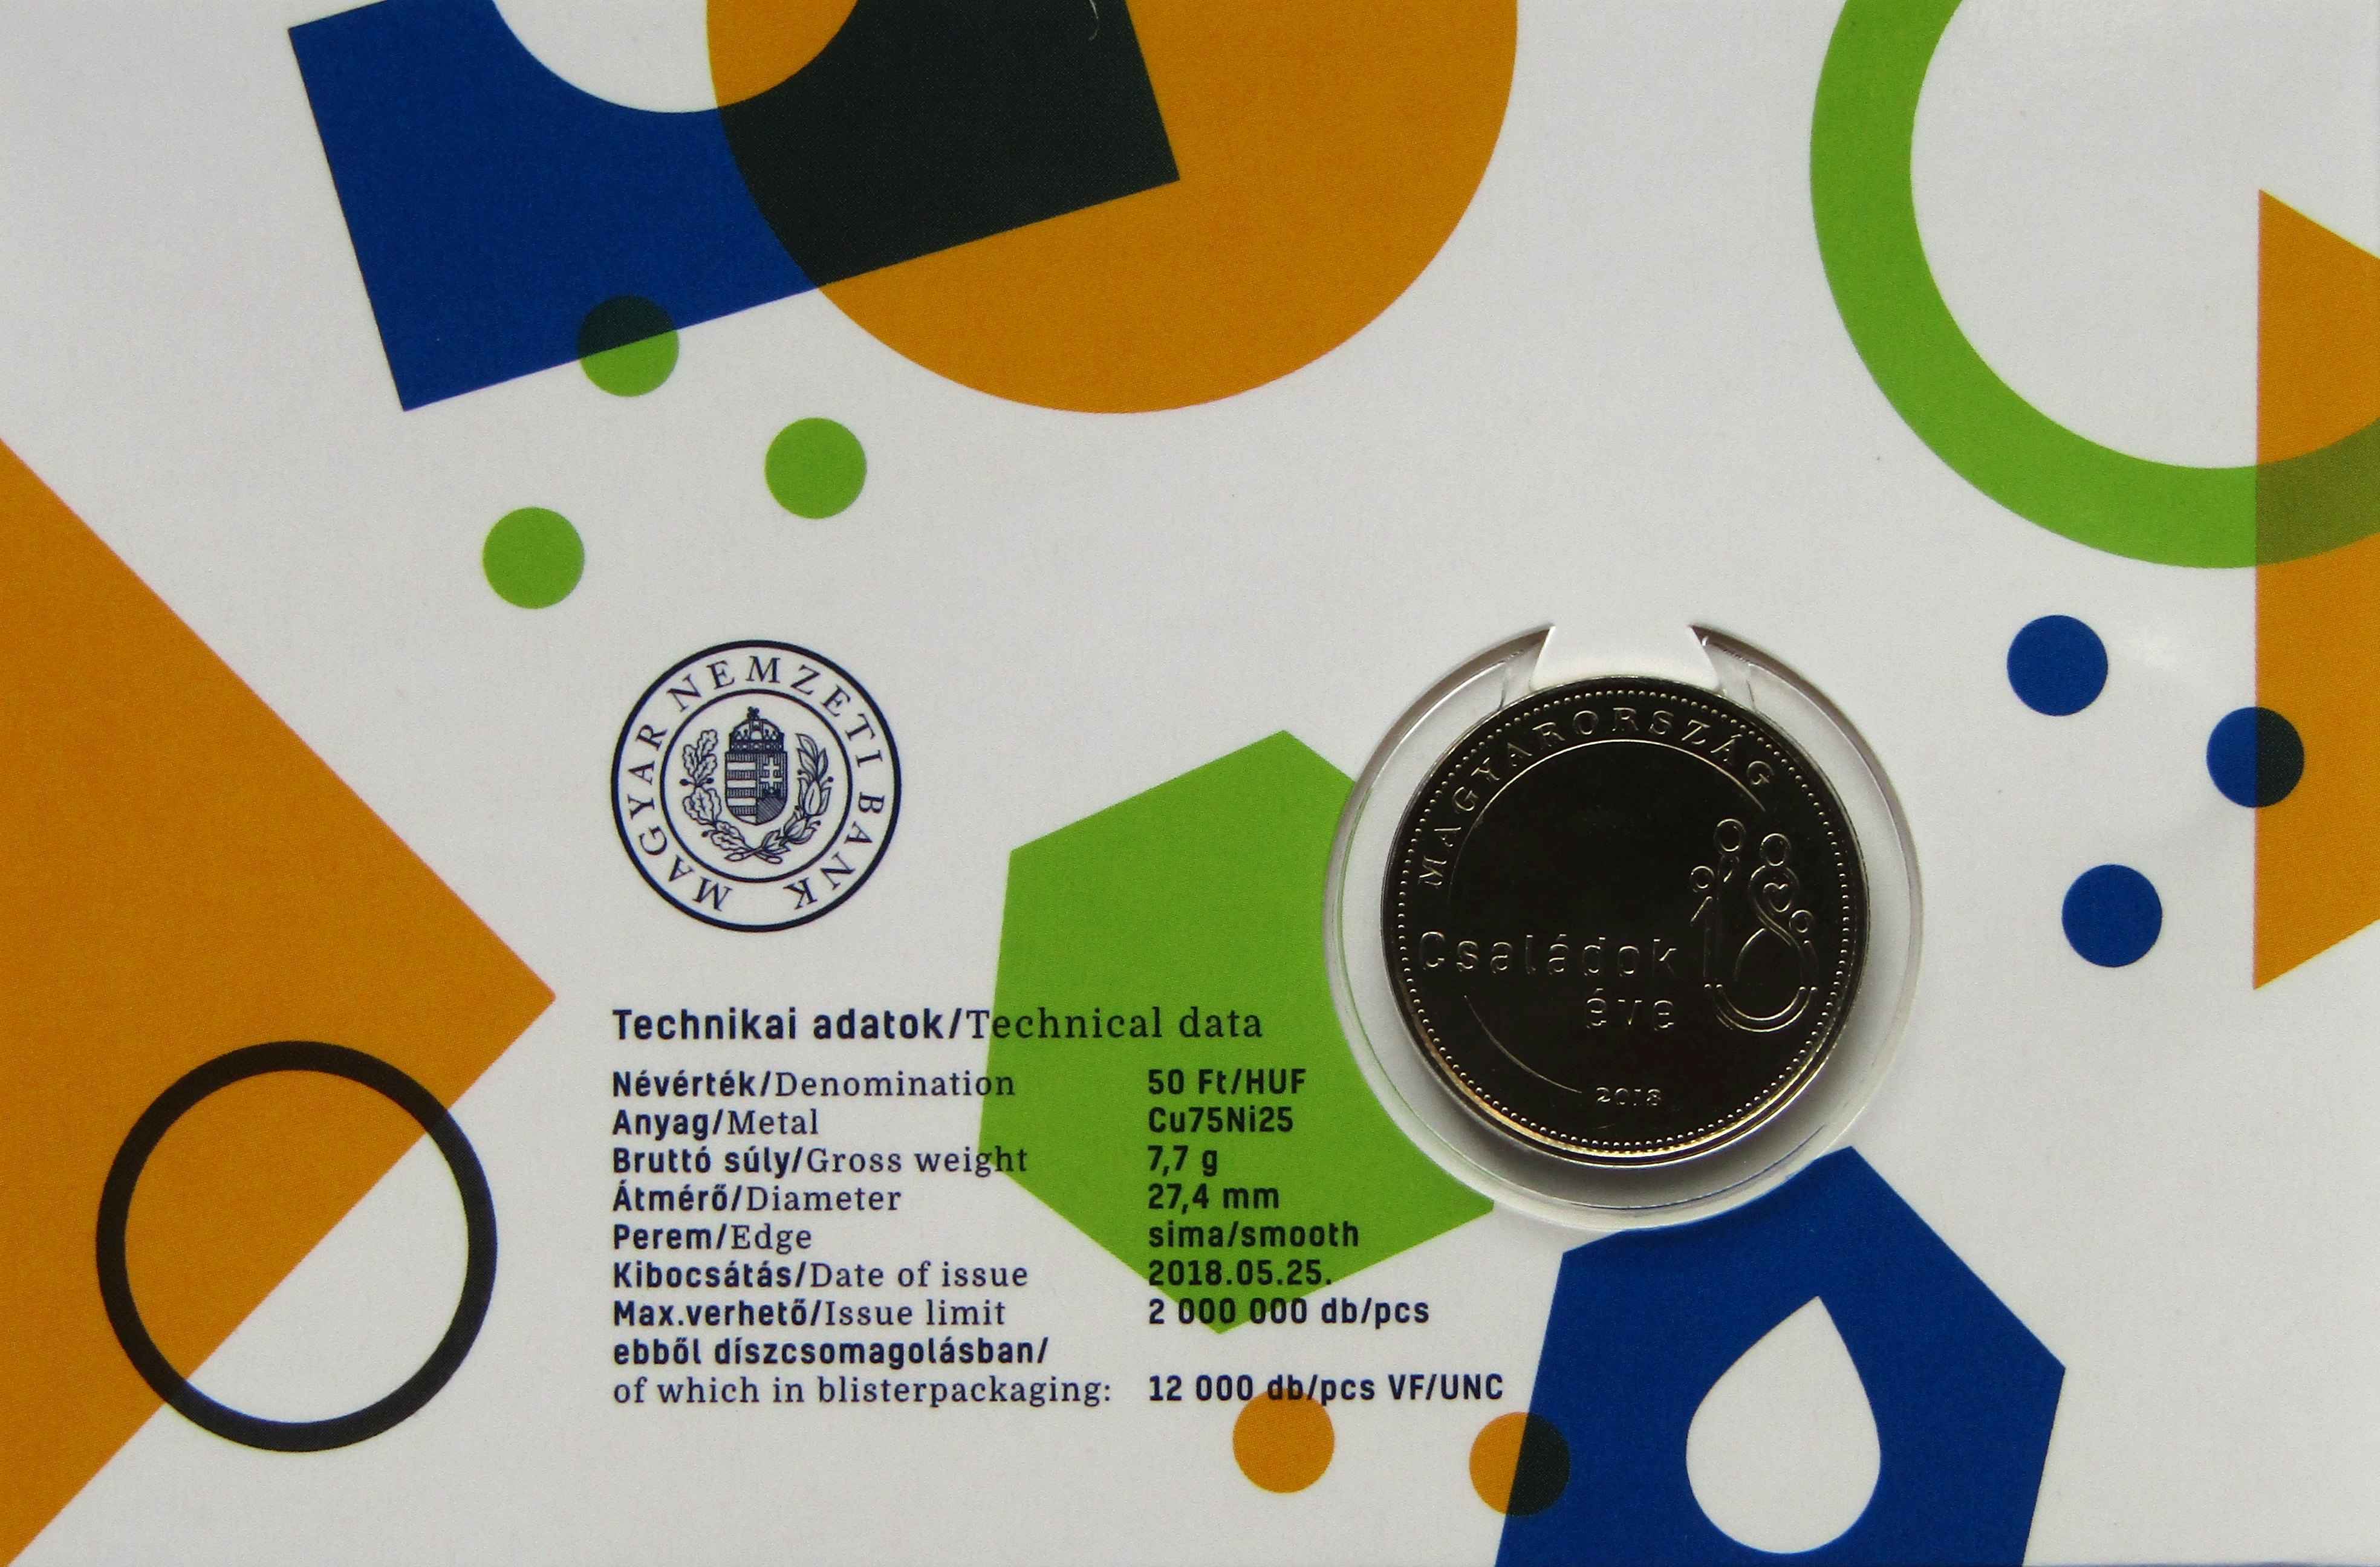 MAGYAR NEMZETI BANK
MAGYARORSZÁG
Családok
éve
18
2018
Technikai adatok/Technical data
Névérték/Denomination 50 Ft/HUF
Anyag/Metal Cu75Ni25
Bruttó súly/Gross weight 7,7 g
Átmérő/Diameter 27,4 mm
Perem/Edge sima/smooth
Kibocsátás/Date of issue 2018.05.25.
Max.verhető/Issue limit 2 000 000 db/pcs
ebből díszcsomagolásban/
of which in blisterpackaging: 12 000 db/pcs VF/UNC